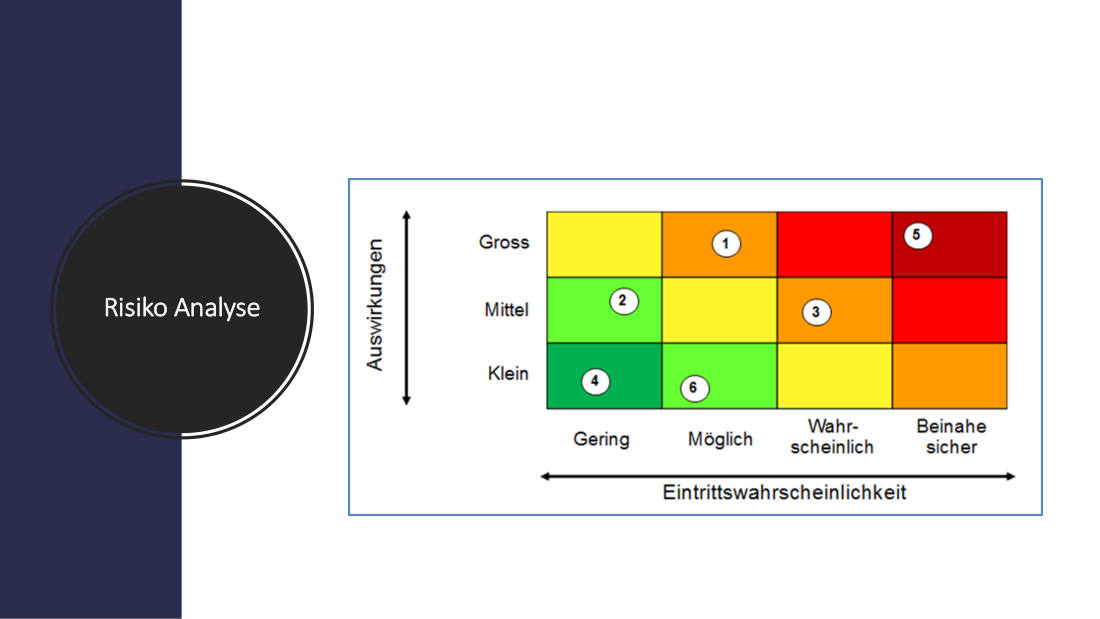 Risiko Analyse
Auswirkungen
Gross
Mittel
Klein
1
5
2
3
4
6
Gering
Möglich
Wahr-
scheinlich
Beinahe
sicher
Eintrittswahrscheinlichkeit